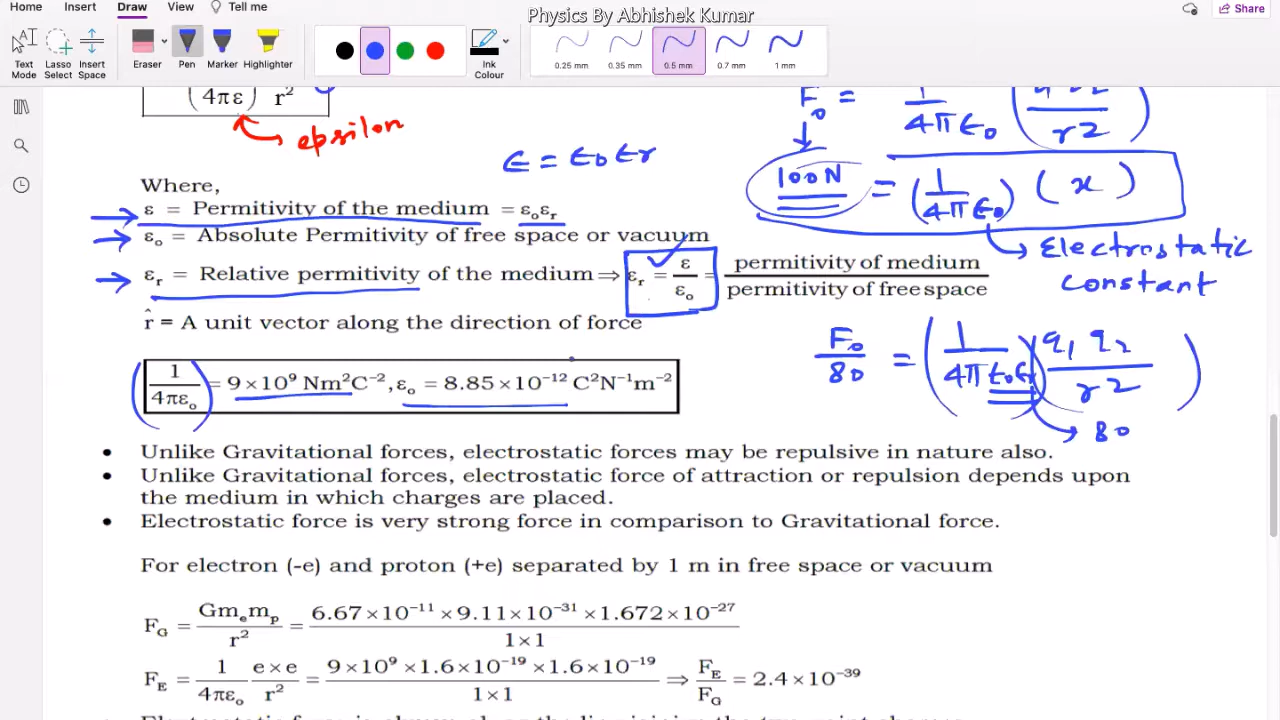 Home Insert Draw View Tell me
Physics By Abhishek Kumar
Share
Text Mode
Lasso Select
Insert Space
Eraser
Pen
Marker
Highlighter
Ink Colour
0.25 mm
0.35 mm
0.5 mm
0.7 mm
1 mm
(4πε) r²
epsilon
F₀ = 1/4πϵ₀ ( /r2)
ϵ = ϵ₀ϵr
100N = (1/4πϵ₀) (x)
Where,
ε = Permitivity of the medium = ε₀εᵣ
ε₀ = Absolute Permitivity of free space or vacuum
Electrostatic constant
εᵣ = Relative permitivity of the medium ⇒ εᵣ = ε/ε₀ = permitivity of medium/permitivity of free space
r̂ = A unit vector along the direction of force
F₀/80 = (1/4πϵ₀ϵr) (q₁ q₂/r2)
80
1/4πε₀ = 9×10⁹ Nm²C⁻², ε₀ = 8.85×10⁻¹² C²N⁻¹m⁻²
• Unlike Gravitational forces, electrostatic forces may be repulsive in nature also.
• Unlike Gravitational forces, electrostatic force of attraction or repulsion depends upon
the medium in which charges are placed.
• Electrostatic force is very strong force in comparison to Gravitational force.
For electron (-e) and proton (+e) separated by 1 m in free space or vacuum
F_G = Gmₑmₚ/r² = 6.67×10⁻¹¹×9.11×10⁻³¹×1.672×10⁻²⁷/1×1
F_E = 1/4πε₀ e×e/r² = 9×10⁹×1.6×10⁻¹⁹×1.6×10⁻¹⁹/1×1 ⇒ F_E/F_G = 2.4×10⁻³⁹